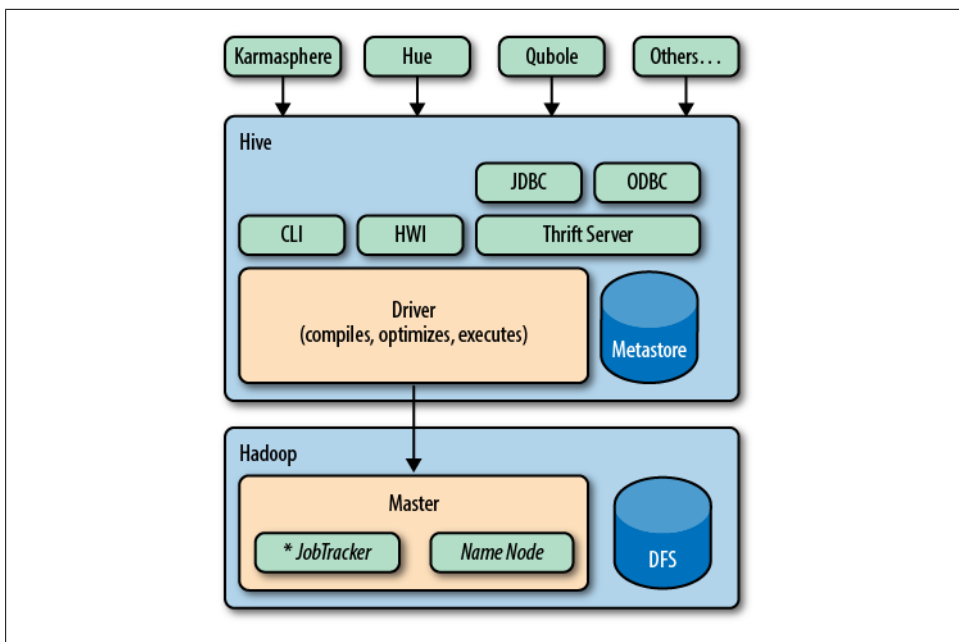 Karmasphere
Hue
Qubole
Others...
Hive
JDBC
ODBC
CLI
HWI
Thrift Server
Driver
(compiles, optimizes, executes)
Metastore
Hadoop
Master
* JobTracker
Name Node
DFS